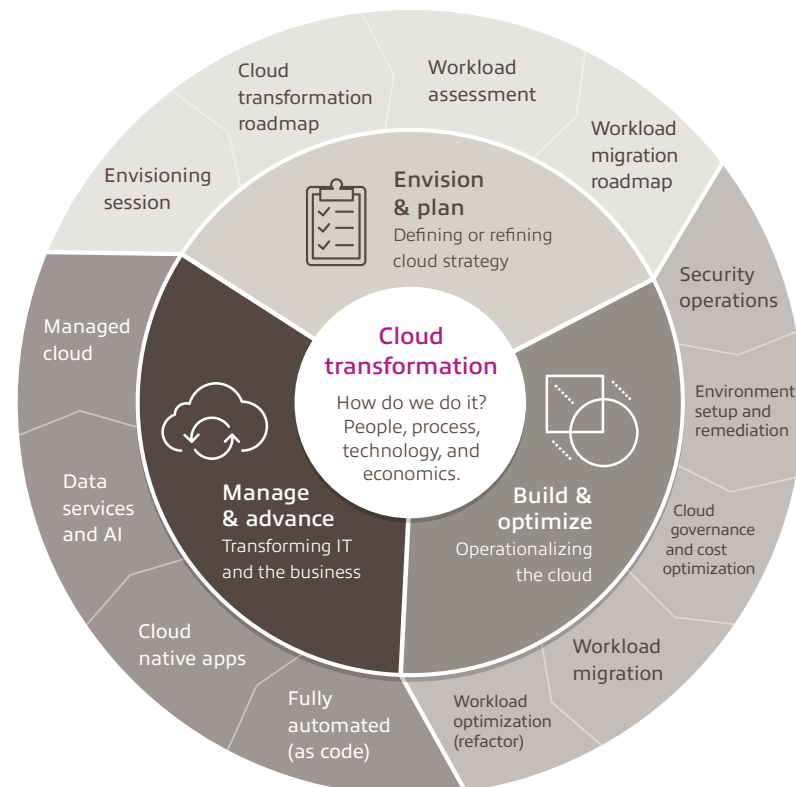 Cloud
transformation
How do we do it?
People, process,
technology, and
economics.
Envision
& plan
Defining or refining
cloud strategy
Envisioning
session
Cloud
transformation
roadmap
Workload
assessment
Workload
migration
roadmap
Build &
optimize
Operationalizing
the cloud
Security
operations
Environment
setup and
remediation
Cloud
governance
and cost
optimization
Workload
migration
Workload
optimization
(refactor)
Manage
& advance
Transforming IT
and the business
Fully
automated
(as code)
Cloud
native apps
Data
services
and AI
Managed
cloud